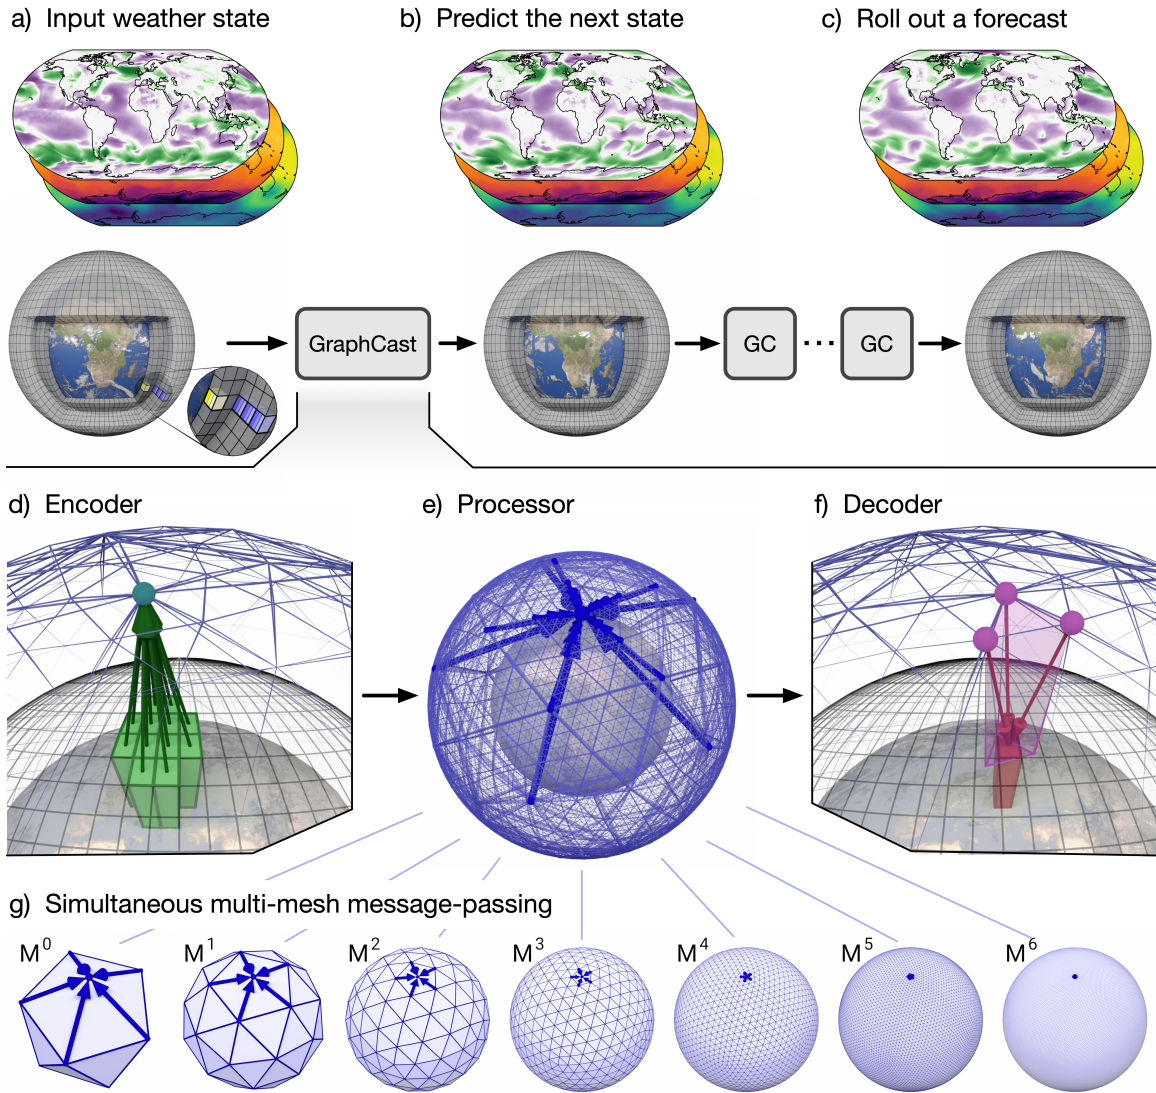 a) Input weather state
b) Predict the next state
c) Roll out a forecast
GraphCast
GC
...
GC
d) Encoder
e) Processor
f) Decoder
g) Simultaneous multi-mesh message-passing
M⁰
M¹
M²
M³
M⁴
M⁵
M⁶